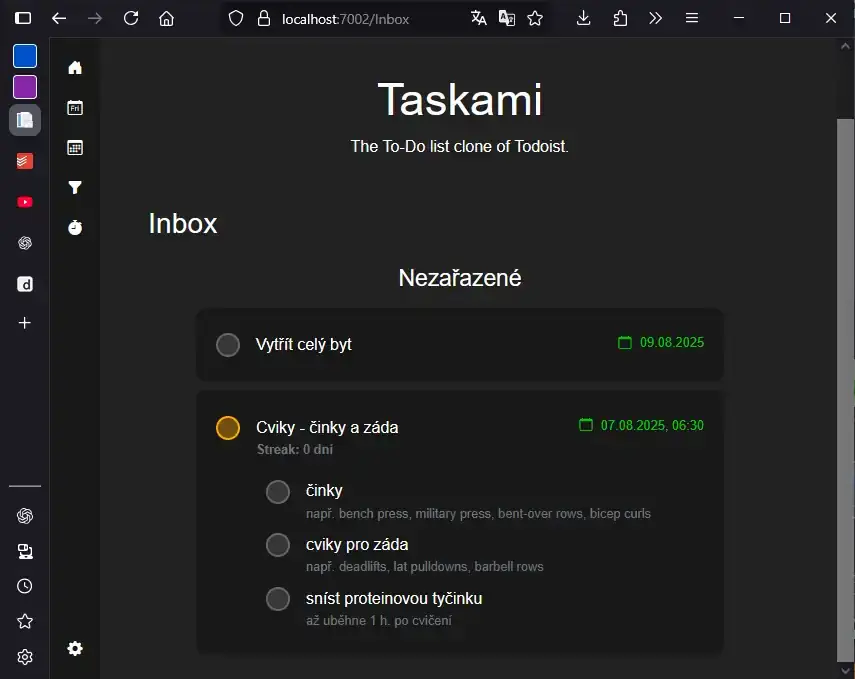 localhost:7002/Inbox
Fri
Taskami
The To-Do list clone of Todoist.
Inbox
Nezařazené
Vytřít celý byt
09.08.2025
Cviky - činky a záda
07.08.2025, 06:30
Streak: 0 dní
činky
např. bench press, military press, bent-over rows, bicep curls
cviky pro záda
např. deadlifts, lat pulldowns, barbell rows
sníst proteinovou tyčinku
až uběhne 1 h. po cvičení